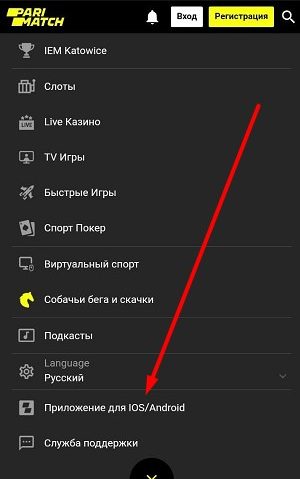 PARI
MATCH
Вход
Регистрация
IEM Katowice
Слоты
LIVE
Live Казино
TV Игры
Быстрые Игры
Спорт Покер
Виртуальный спорт
Собачьи бега и скачки
Подкасты
Language
Русский
Приложение для IOS/Android
Служба поддержки